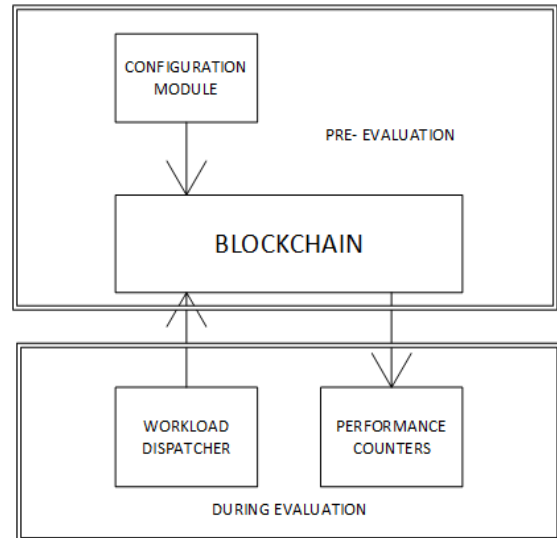 CONFIGURATION
MODULE
PRE- EVALUATION
BLOCKCHAIN
WORKLOAD
DISPATCHER
PERFORMANCE
COUNTERS
DURING EVALUATION